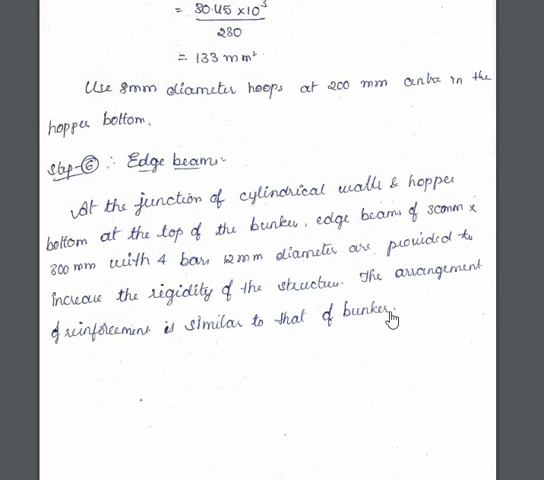 = 30.45 × 10³
230
= 133 mm²
Use 8mm diameter hoops at 200 mm centre in the
hopper bottom.
Step-⑥ :- Edge beam:-
At the junction of cylindrical walls & hopper
bottom at the top of the bunker, edge beams of 300mm x
300 mm with 4 bars 12 mm diameter are provided to
increase the rigidity of the structure. The arrangement
of reinforcement is similar to that of bunker.